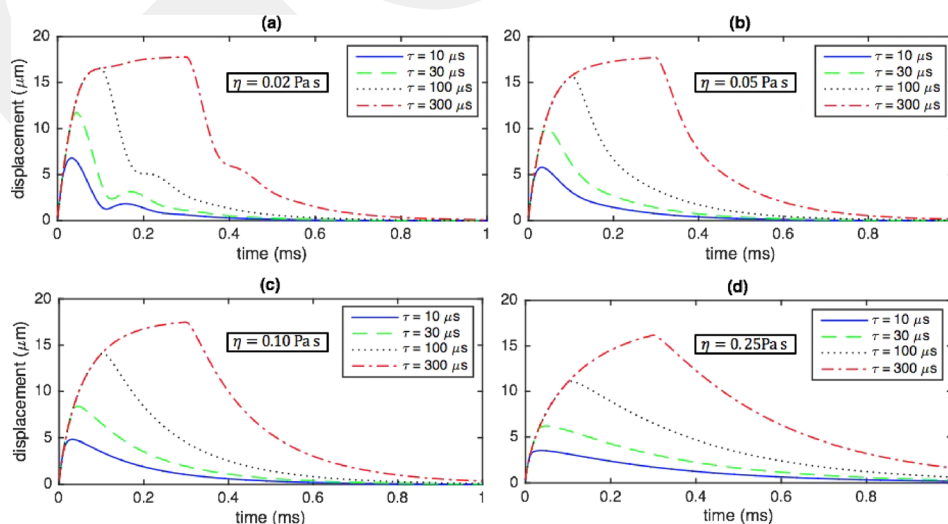 (a)
20
15
10
5
0
displacement (μm)
η = 0.02 Pa s
τ = 10 μs
τ = 30 μs
τ = 100 μs
τ = 300 μs
0 0.2 0.4 0.6 0.8 1
time (ms)
(b)
20
15
10
5
0
η = 0.05 Pa s
τ = 10 μs
τ = 30 μs
τ = 100 μs
τ = 300 μs
0 0.2 0.4 0.6 0.8
time (ms)
(c)
20
15
10
5
0
displacement (μm)
η = 0.10 Pa s
τ = 10 μs
τ = 30 μs
τ = 100 μs
τ = 300 μs
0 0.2 0.4 0.6 0.8 1
time (ms)
(d)
20
15
10
5
0
η = 0.25Pa s
τ = 10 μs
τ = 30 μs
τ = 100 μs
τ = 300 μs
0 0.2 0.4 0.6 0.8
time (ms)